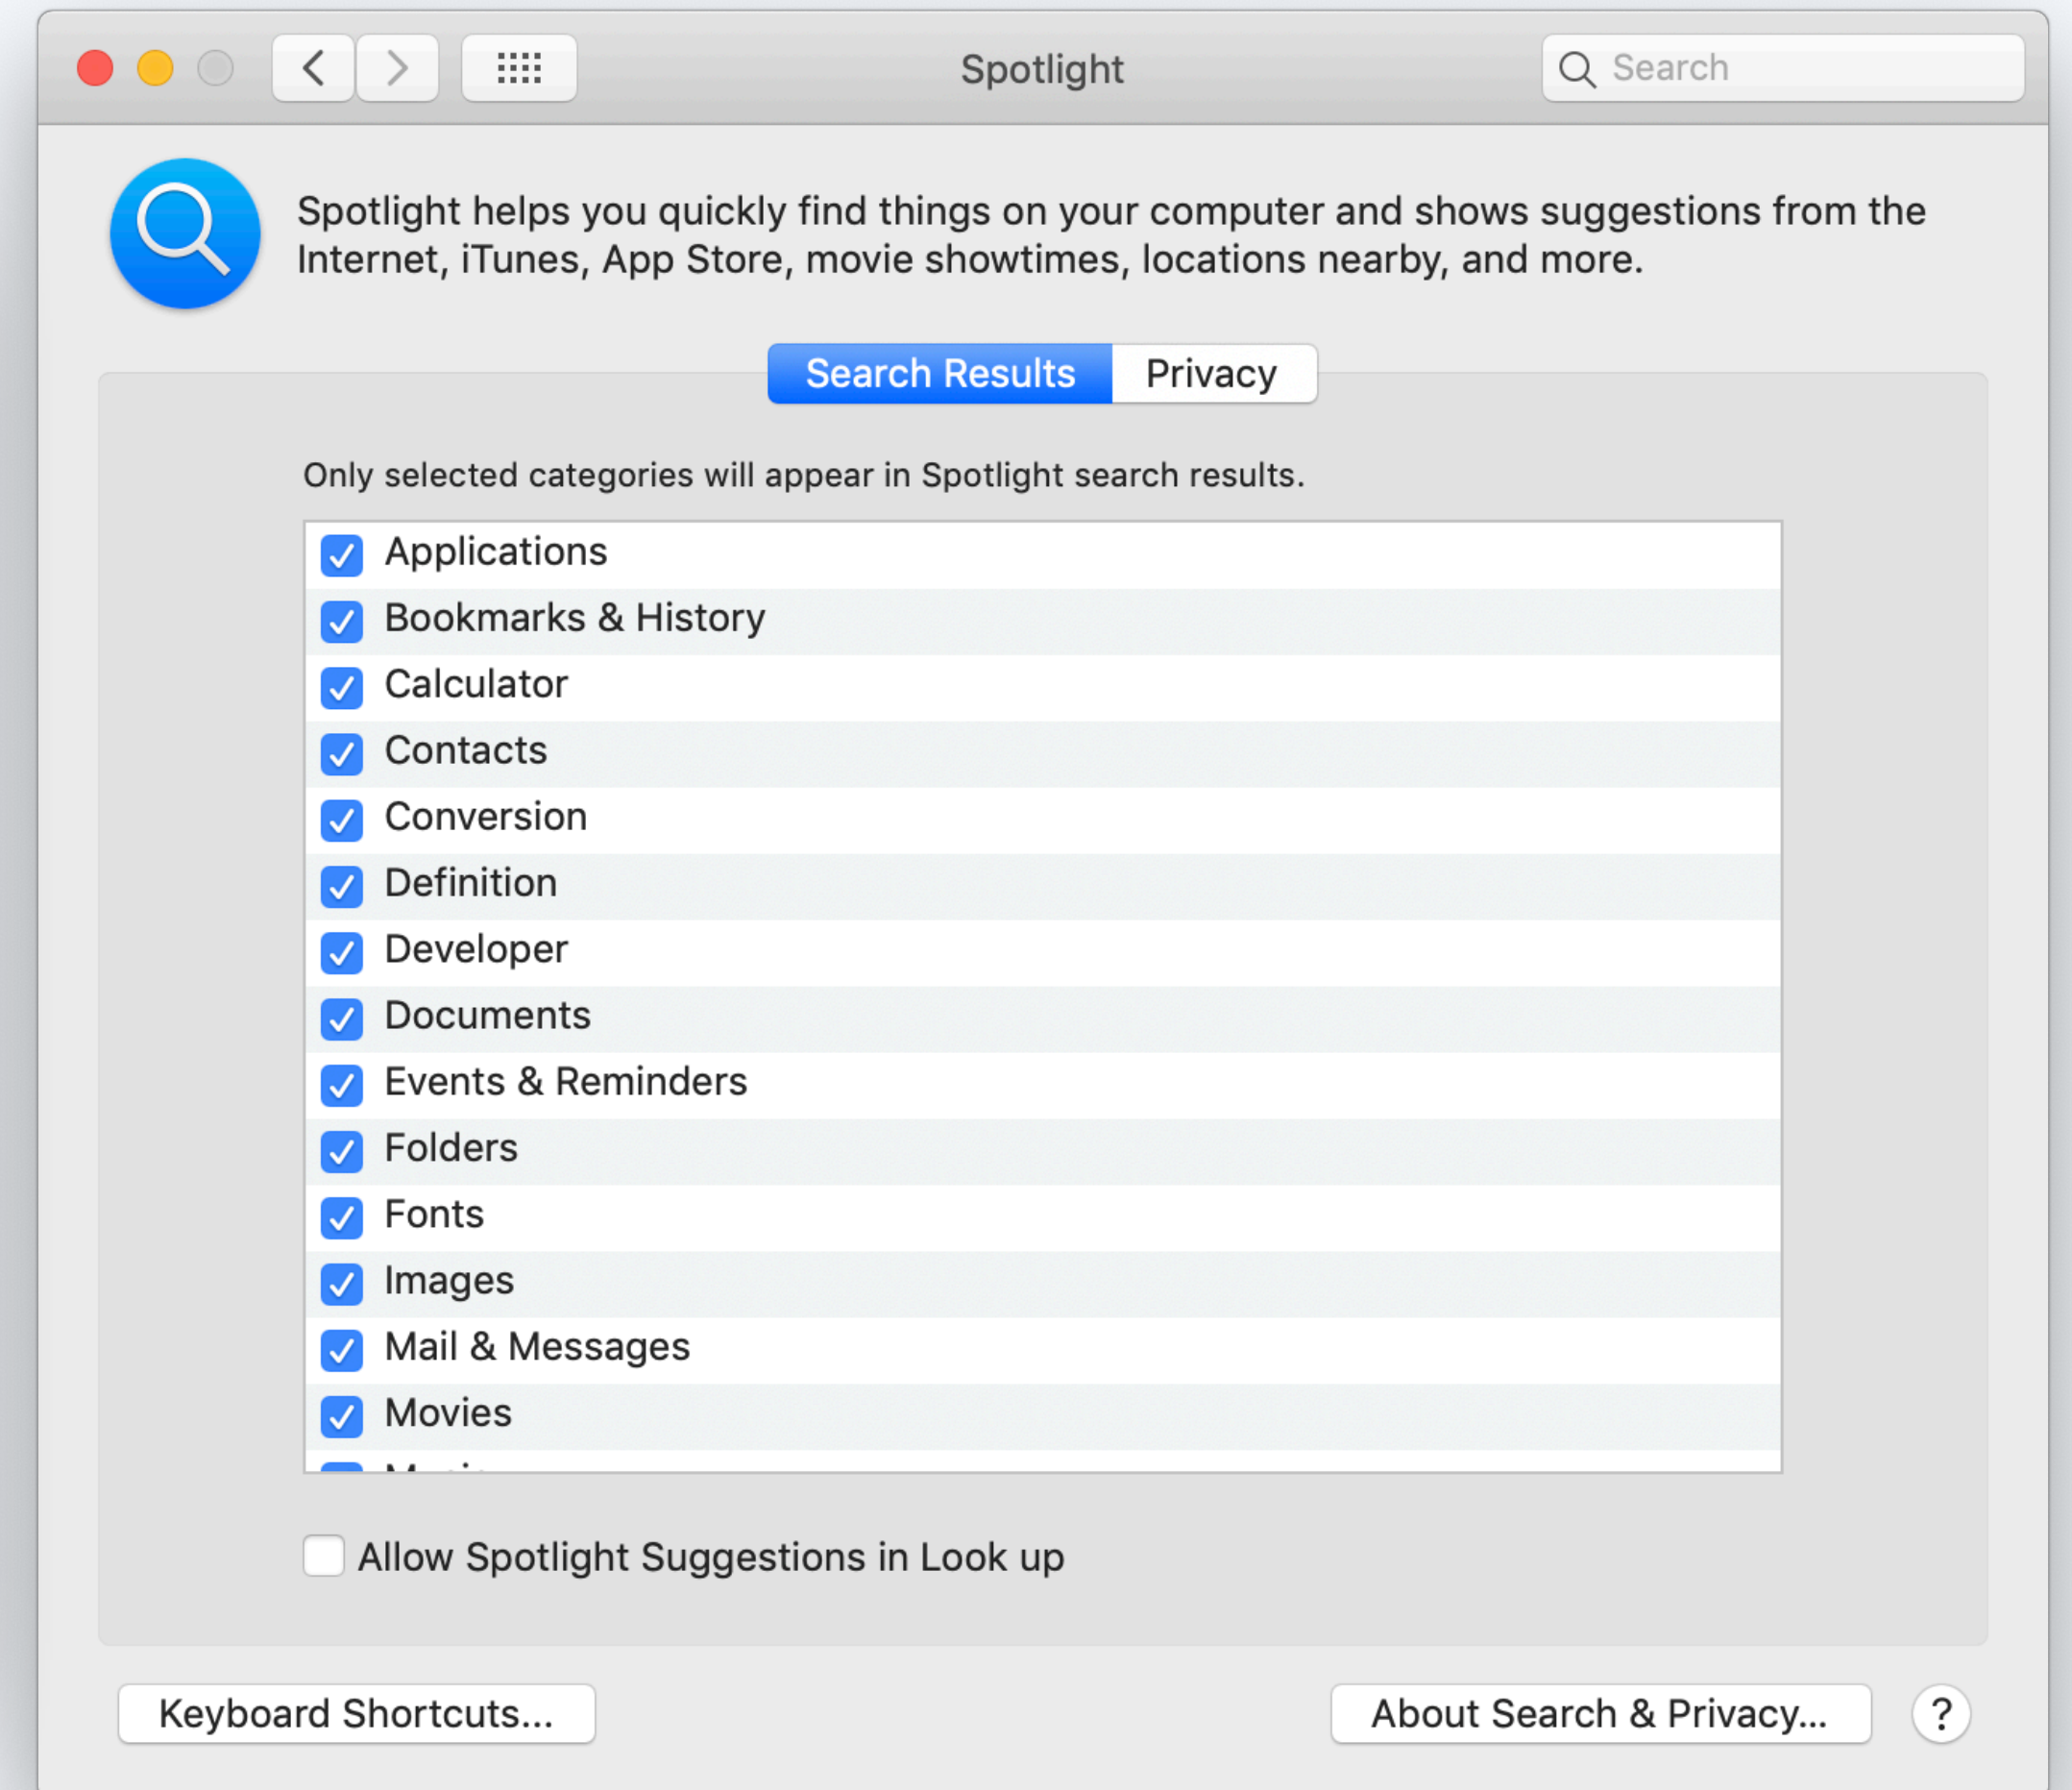 Spotlight
Search
Spotlight helps you quickly find things on your computer and shows suggestions from the
Internet, iTunes, App Store, movie showtimes, locations nearby, and more.
Search Results
Privacy
Only selected categories will appear in Spotlight search results.
Applications
Bookmarks & History
Calculator
Contacts
Conversion
Definition
Developer
Documents
Events & Reminders
Folders
Fonts
Images
Mail & Messages
Movies
Allow Spotlight Suggestions in Look up
Keyboard Shortcuts...
About Search & Privacy...
?